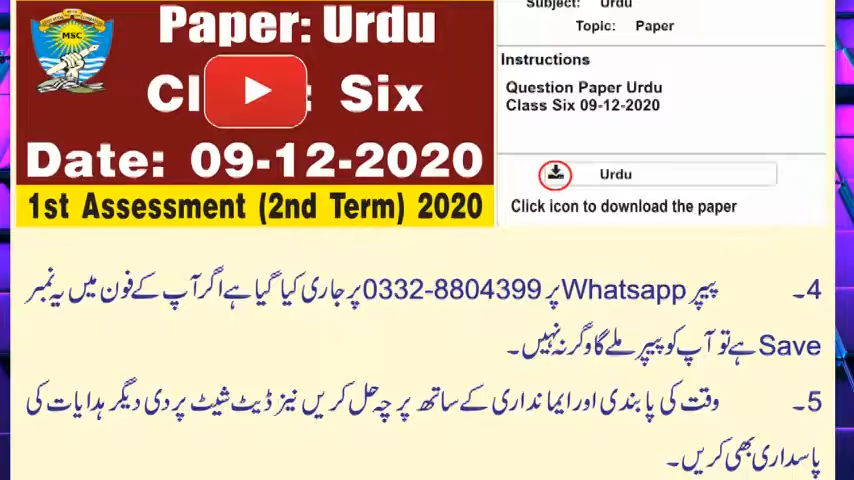 MSC
Paper: Urdu
Cl : Six
Date: 09-12-2020
1st Assessment (2nd Term) 2020
Subject: Urdu
Topic: Paper
Instructions
Question Paper Urdu
Class Six 09-12-2020
Urdu
Click icon to download the paper
4۔ پیپر Whatsapp پر 0332-8804399 پر جاری کیا گیا ہے اگر آپ کے فون میں یہ نمبر
Save ہے تو آپ کو پیپر ملے گا وگرنہ نہیں۔
5۔ وقت کی پابندی اور ایمانداری کے ساتھ پرچہ حل کریں نیز ڈیٹ شیٹ پر دی دیگر ہدایات کی
پاسداری بھی کریں۔